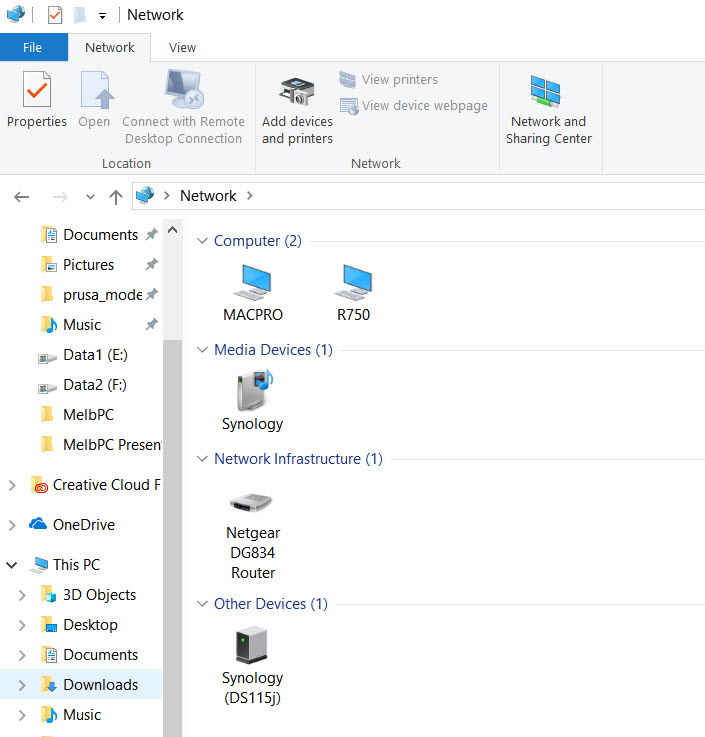 Network
File Network View
Properties Open Connect with Remote
Desktop Connection
Add devices
and printers
View printers
View device webpage
Network and
Sharing Center
Location Network
Network
Documents
Pictures
prusa_mode
Music
Data1 (E:)
Data2 (F:)
MelbPC
MelbPC Presen
Creative Cloud F
OneDrive
This PC
3D Objects
Desktop
Documents
Downloads
Music
Computer (2)
MACPRO R750
Media Devices (1)
Synology
Network Infrastructure (1)
Netgear
DG834
Router
Other Devices (1)
Synology
(DS115j)